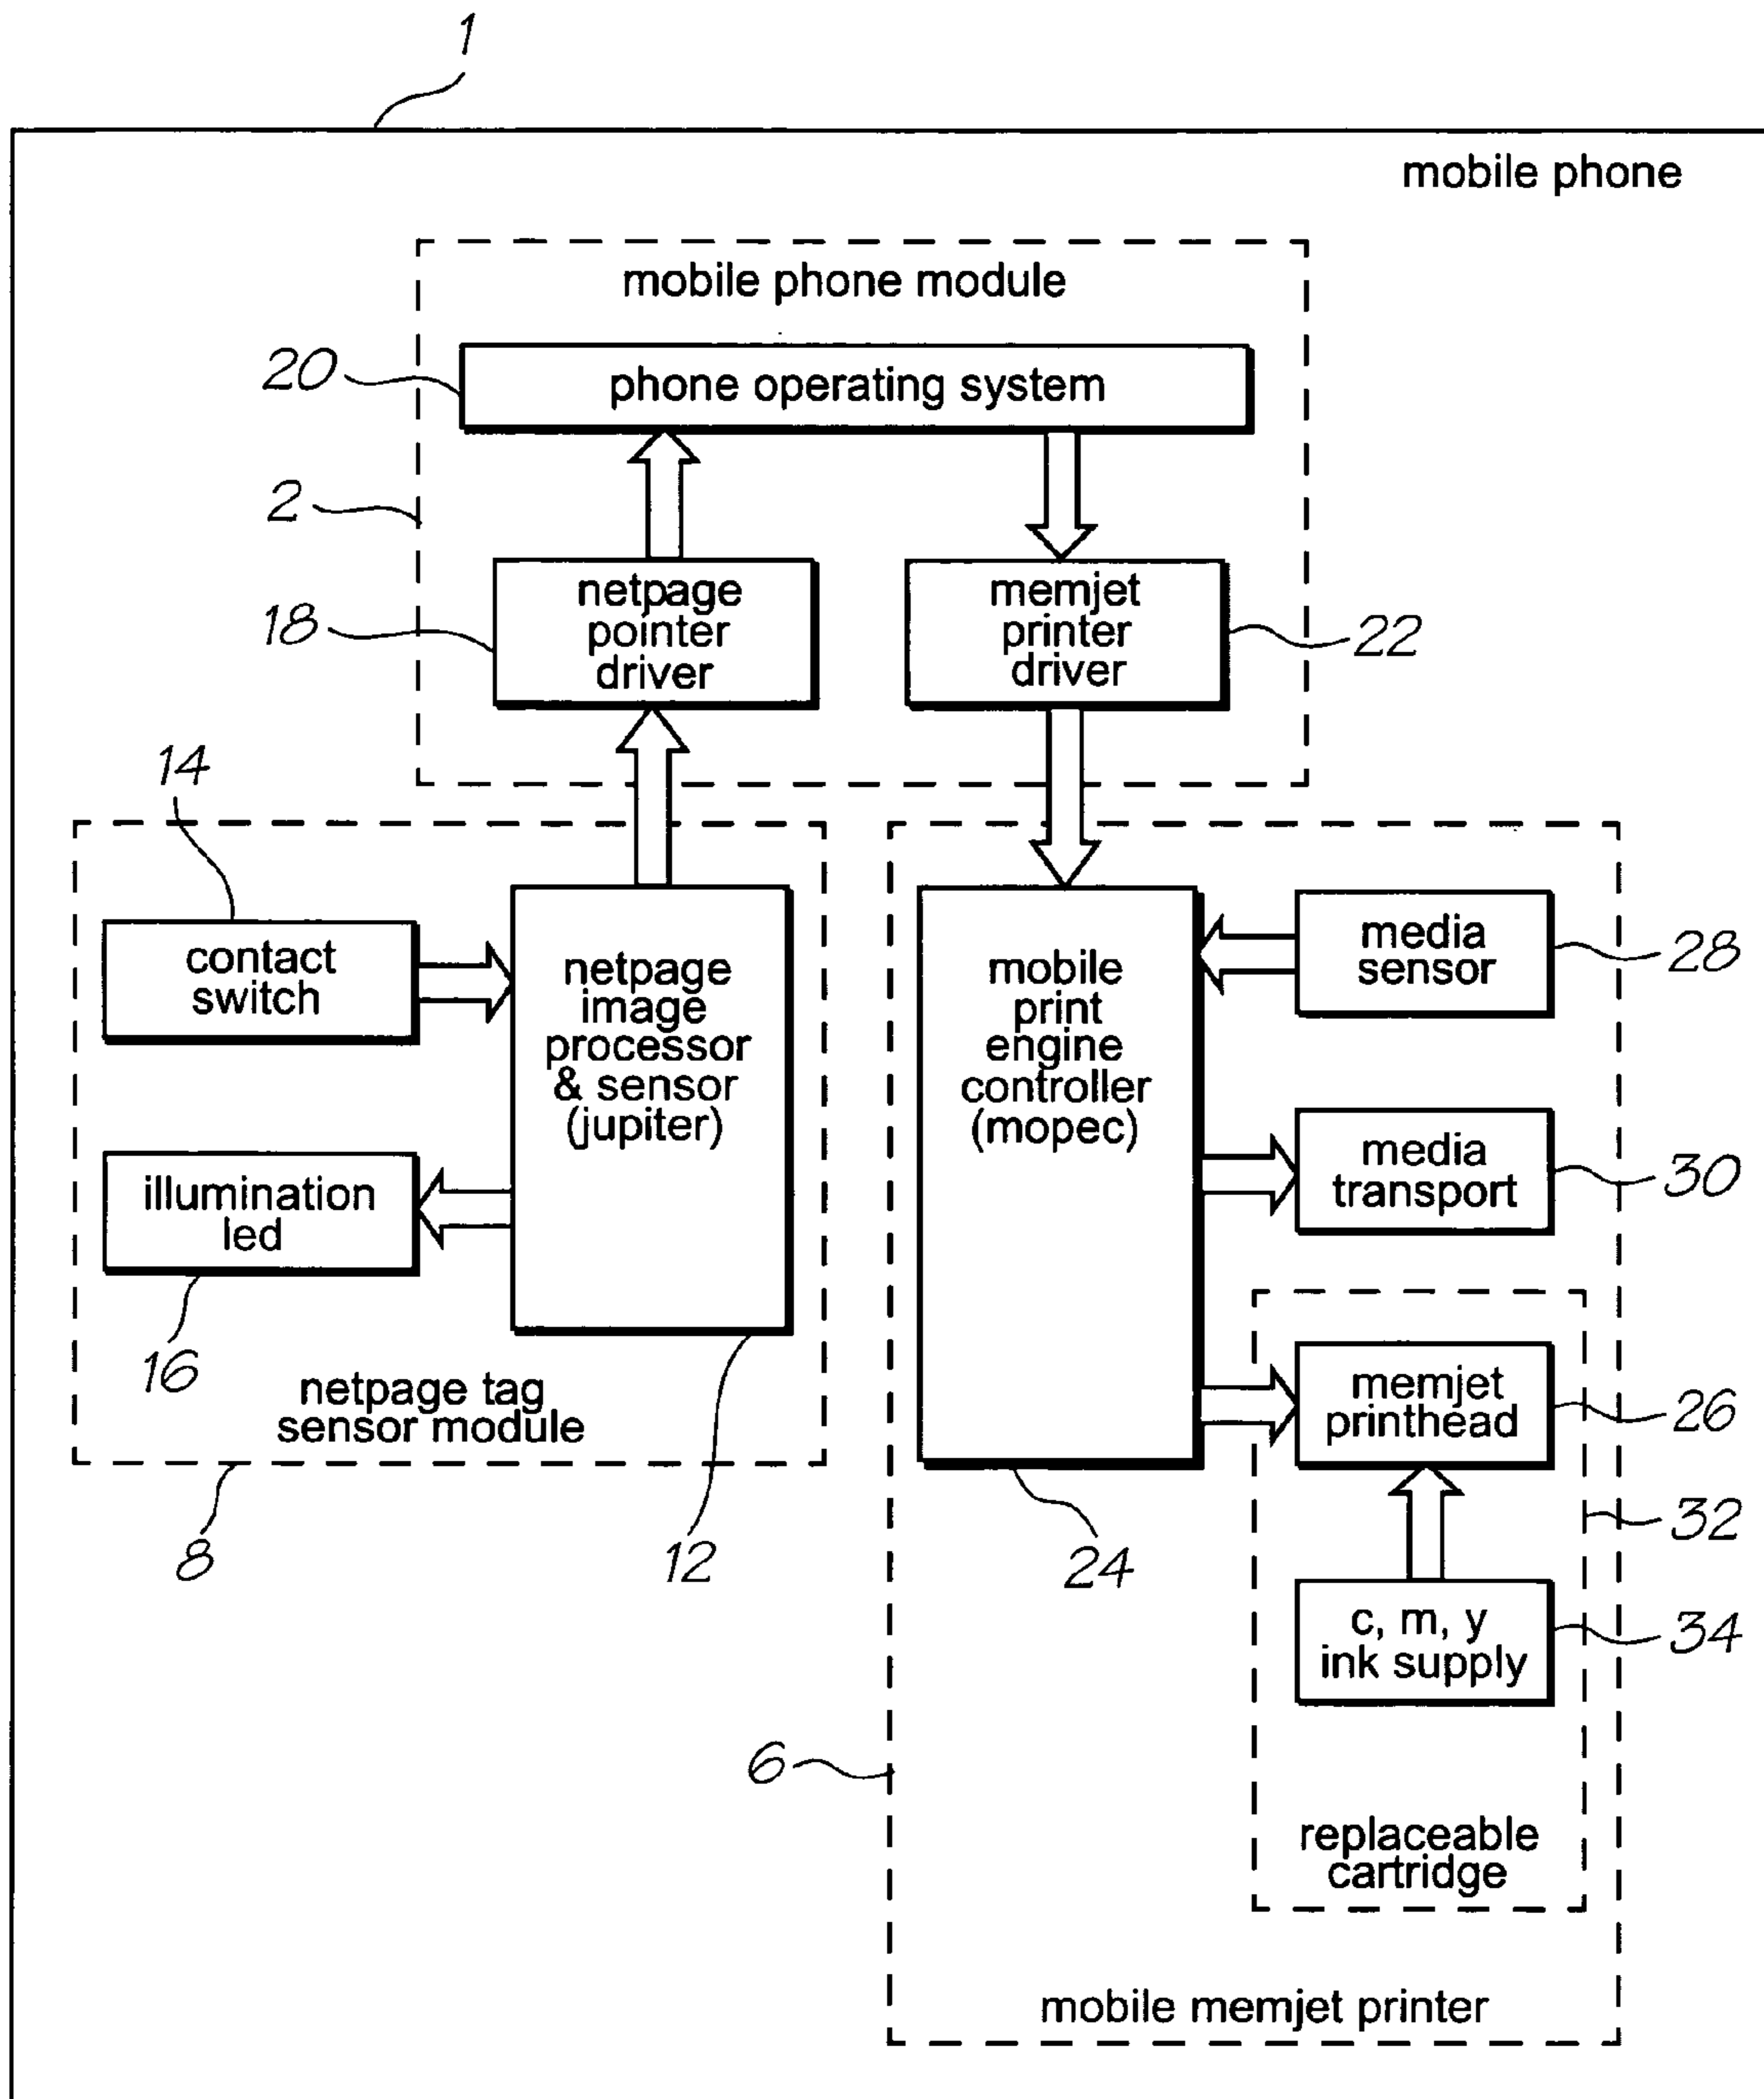 1
mobile phone
mobile phone module
20
phone operating system
2
18
netpage
pointer
driver
memjet
printer
driver
22
14
contact
switch
netpage
image
processor
& sensor
(jupiter)
illumination
led
16
netpage tag
sensor module
8
12
mobile
print
engine
controller
(mopec)
24
media
sensor
28
media
transport
30
memjet
printhead
26
32
c, m, y
ink supply
34
6
replaceable
cartridge
mobile memjet printer